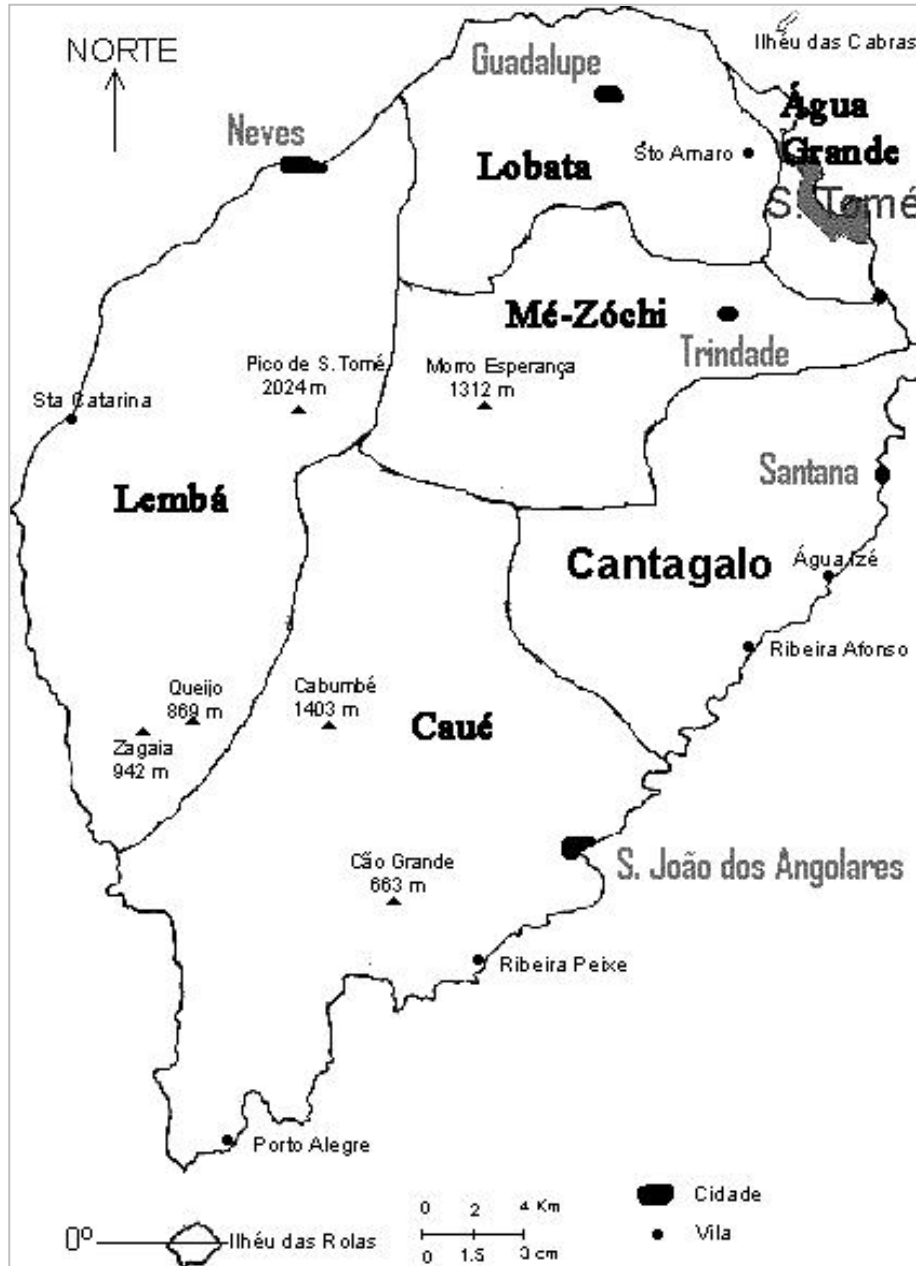 NORTE
Ilhéu das Cabras
Guadalupe
Água
Grande
Neves
Lobata
Sto Amaro
S. Tomé
Mé-Zóchi
Trindade
Pico de S. Tomé
2024 m
Morro Esperança
1312 m
Sta Catarina
Santana
Lembá
Cantagalo
Água Izé
Ribeira Afonso
Queijo
869 m
Cabumbé
1403 m
Caué
Zagaia
942 m
Cão Grande
663 m
S. João dos Angolares
Ribeira Peixe
Porto Alegre
0 2 4 Km
0 1.5 3 cm
Cidade
Vila
0º
Ilhéu das Rolas